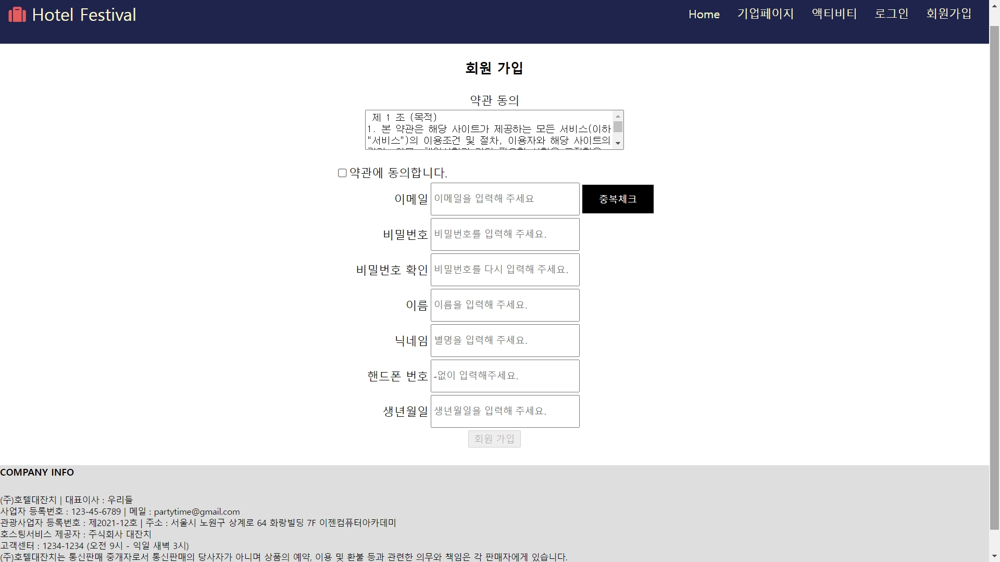 Hotel Festival
Home 기업페이지 액티비티 로그인 회원가입
회원 가입
약관 동의
제 1 조 (목적)
1. 본 약관은 해당 사이트가 제공하는 모든 서비스(이하
"서비스")의 이용조건 및 절차, 이용자와 해당 사이트의
약관에 동의합니다.
이메일 이메일을 입력해 주세요 중복체크
비밀번호 비밀번호를 입력해 주세요.
비밀번호 확인 비밀번호를 다시 입력해 주세요.
이름 이름을 입력해 주세요.
닉네임 별명을 입력해 주세요.
핸드폰 번호 -없이 입력해주세요.
생년월일 생년월일을 입력해 주세요.
회원 가입
COMPANY INFO
(주)호텔대잔치 | 대표이사 : 우리들
사업자 등록번호 : 123-45-6789 | 메일 : partytime@gmail.com
관광사업자 등록번호 : 제2021-12호 | 주소 : 서울시 노원구 상계로 64 화랑빌딩 7F 이젠컴퓨터아카데미
호스팅서비스 제공자 : 주식회사 대잔치
고객센터 : 1234-1234 (오전 9시 - 익일 새벽 3시)
(주)호텔대잔치는 통신판매 중개자로서 통신판매의 당사자가 아니며 상품의 예약, 이용 및 환불 등과 관련한 의무와 책임은 각 판매자에게 있습니다.